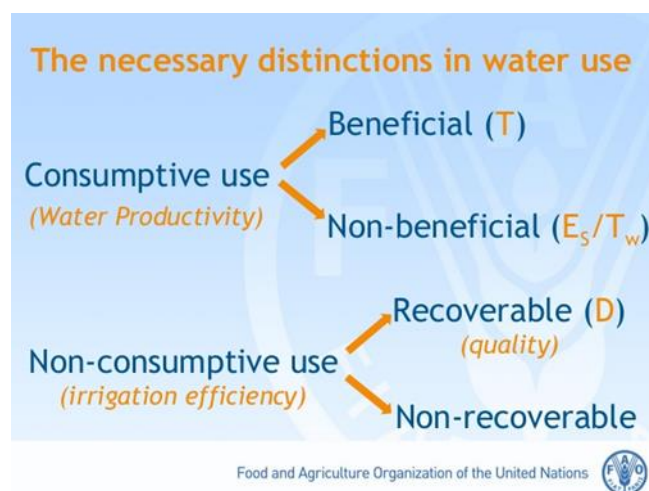 The necessary distinctions in water use
Beneficial (T)
Consumptive use
(Water Productivity)
Non-beneficial (Es/Tw)
Recoverable (D)
(quality)
Non-consumptive use
(irrigation efficiency)
Non-recoverable
Food and Agriculture Organization of the United Nations
F A O